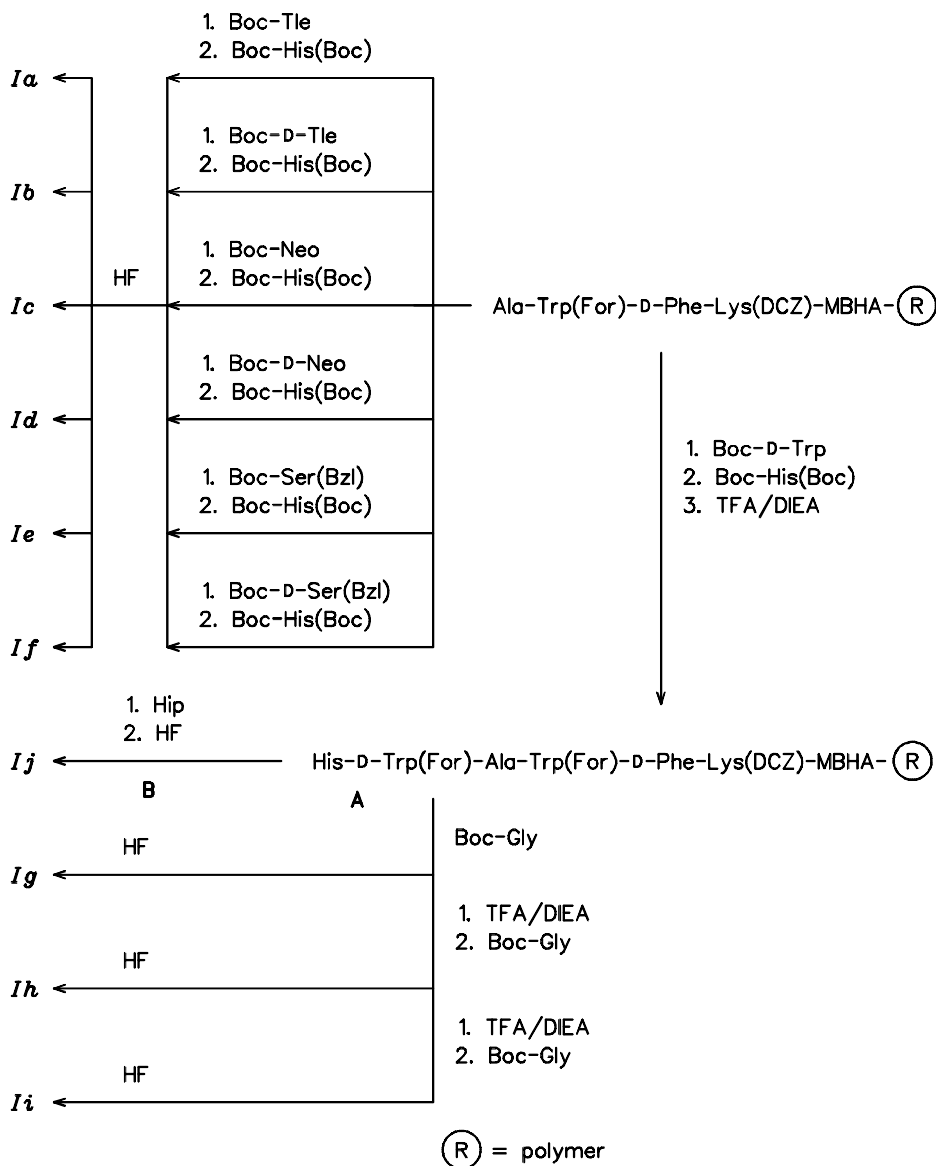 1. Boc-Tle
2. Boc-His(Boc)
Ia
1. Boc-D-Tle
2. Boc-His(Boc)
Ib
1. Boc-Neo
2. Boc-His(Boc)
HF
Ic
Ala-Trp(For)-D-Phe-Lys(DCZ)-MBHA-R
1. Boc-D-Neo
2. Boc-His(Boc)
Id
1. Boc-D-Trp
2. Boc-His(Boc)
3. TFA/DIEA
1. Boc-Ser(Bzl)
2. Boc-His(Boc)
Ie
1. Boc-D-Ser(Bzl)
2. Boc-His(Boc)
If
1. Hip
2. HF
Ij
B
His-D-Trp(For)-Ala-Trp(For)-D-Phe-Lys(DCZ)-MBHA-R
A
Boc-Gly
HF
Ig
1. TFA/DIEA
2. Boc-Gly
HF
Ih
1. TFA/DIEA
2. Boc-Gly
HF
Ii
R = polymer